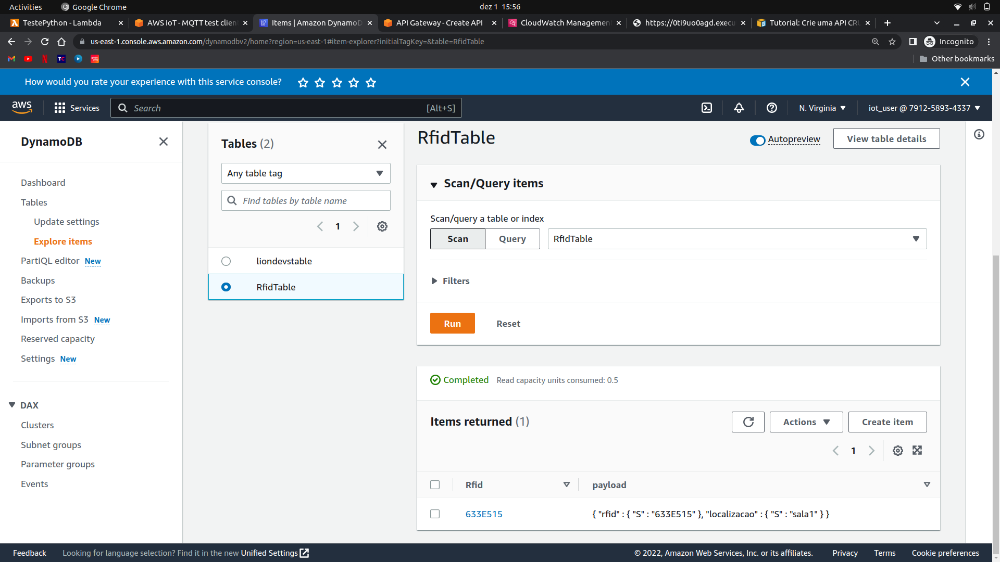 Activities
Google Chrome
dez 1 15:56
TestePython - Lambda
AWS IoT - MQTT test clien
Items | Amazon DynamoD
API Gateway - Create API
CloudWatch Managemen
https://0ti9uo0agd.execu
Tutorial: Crie uma API CRU
us-east-1.console.aws.amazon.com/dynamodbv2/home?region=us-east-1#item-explorer?initialTagKey=&table=RfidTable
Incognito
TC
Other bookmarks
How would you rate your experience with this service console?
aws
Services
Search
[Alt+S]
N. Virginia
iot_user @ 7912-5893-4337
DynamoDB
Dashboard
Tables
Update settings
Explore items
PartiQL editor New
Backups
Exports to S3
Imports from S3 New
Reserved capacity
Settings New
DAX
Clusters
Subnet groups
Parameter groups
Events
Tables (2)
Any table tag
Find tables by table name
1
liondevstable
RfidTable
RfidTable
Autopreview
View table details
Scan/Query items
Scan/query a table or index
Scan
Query
RfidTable
Filters
Run
Reset
Completed
Read capacity units consumed: 0.5
Items returned (1)
Actions
Create item
1
Rfid
payload
633E515
{ "rfid" : { "S" : "633E515" }, "localizacao" : { "S" : "sala1" } }
Feedback
Looking for language selection? Find it in the new Unified Settings
© 2022, Amazon Web Services, Inc. or its affiliates.
Privacy
Terms
Cookie preferences